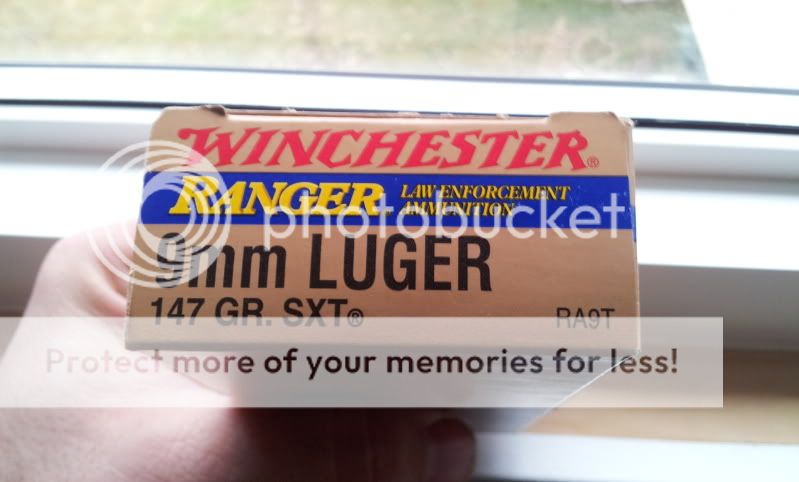 WINCHESTER®
RANGER® LAW ENFORCEMENT
AMMUNITION
photobucket
9mm LUGER
147 GR. SXT® RA9T
Protect more of your memories for less!